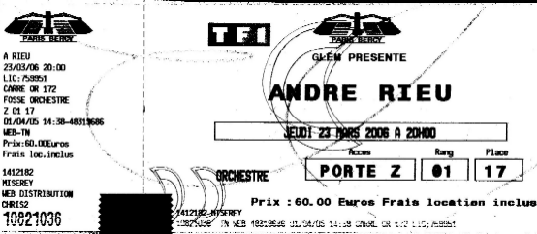 PARIS BERCY
A RIEU
23/03/06 20:00
LIC:759951
CARRE OR 172
FOSSE ORCHESTRE
Z 01 17
01/04/05 14:38-48319686
WEB-TN
Prix:60.00Euros
Frais loc.inclus
1412182
MISEREY
WEB DISTRIBUTION
CHRIS2
10821036
TF1
PARIS BERCY
GLEM PRESENTE
ANDRE RIEU
JEUDI 23 MARS 2006 A 20H00
Acces Rang Place
ORCHESTRE PORTE Z 01 17
Prix :60.00 Euros Frais location inclus
1412182 MISEREY